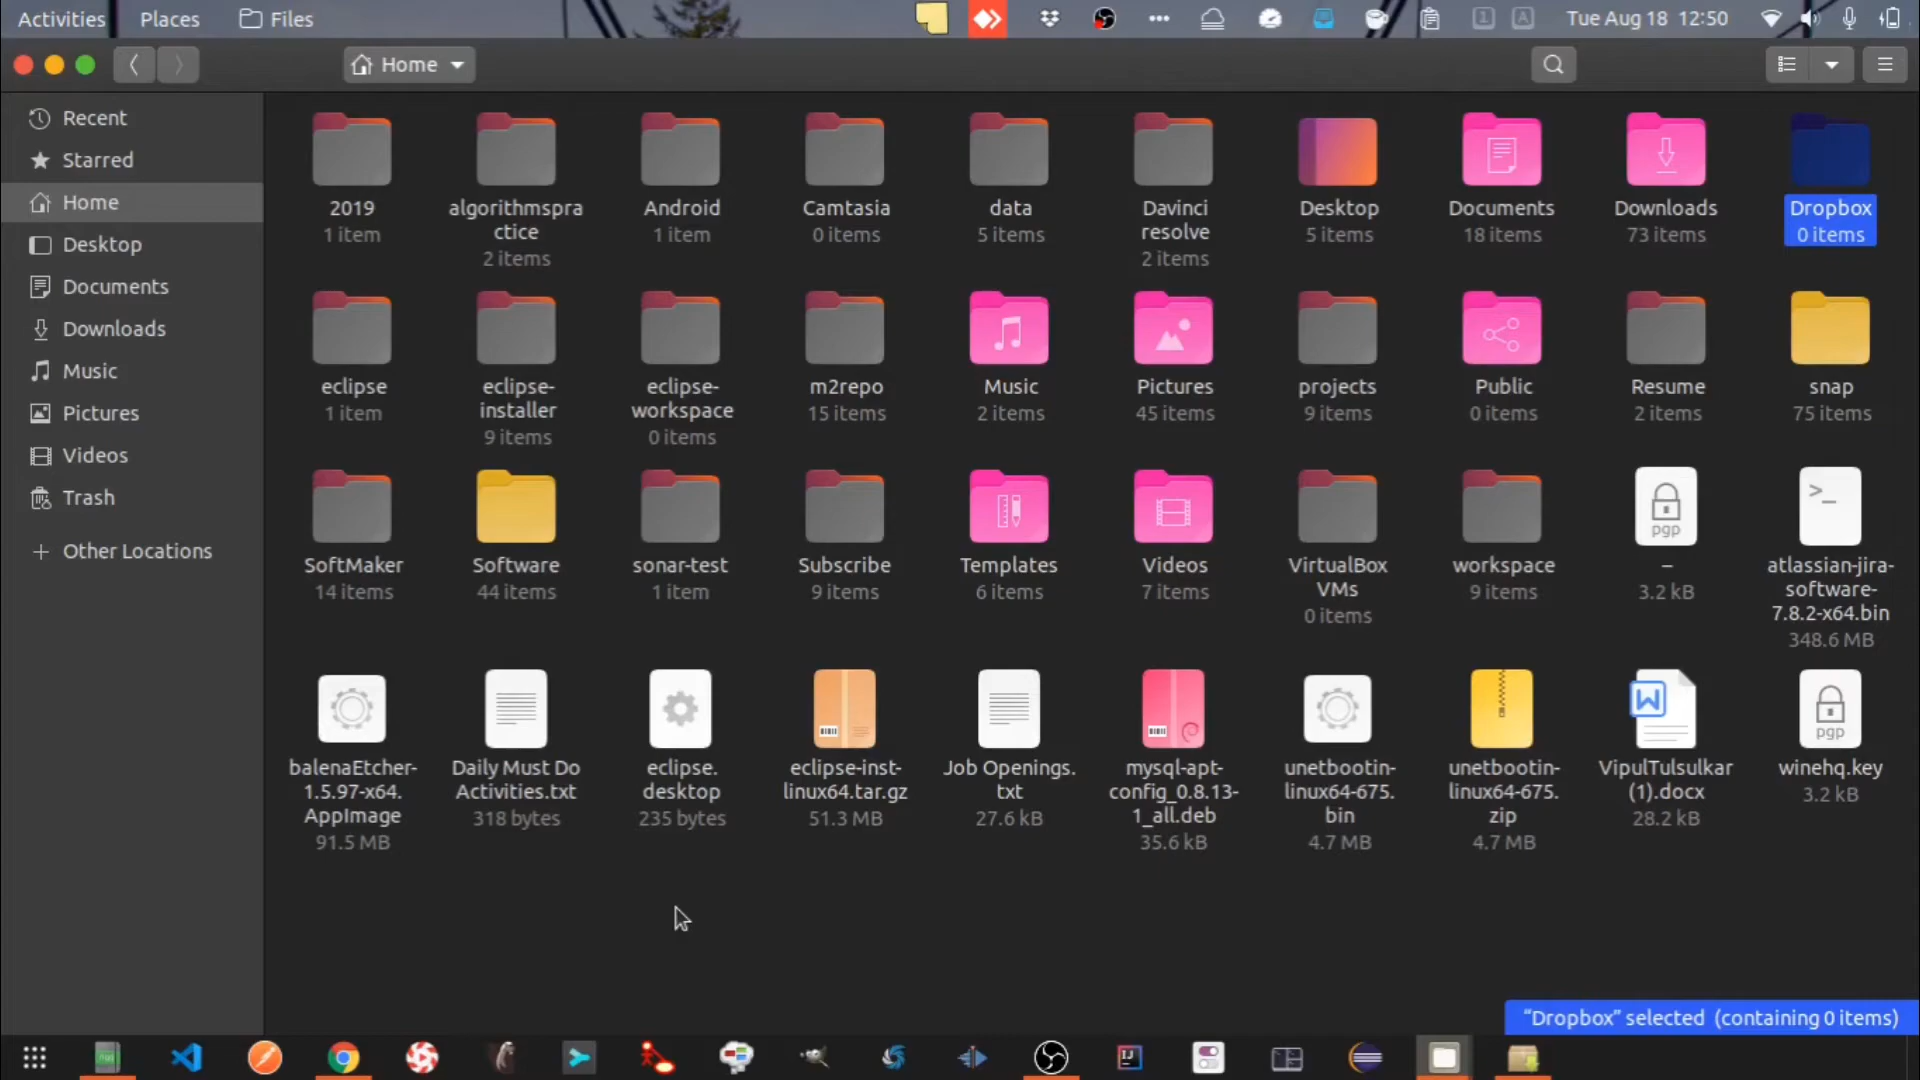 Activities
Places
Files
Tue Aug 18 12:50
Home
Recent
Starred
Home
Desktop
Documents
Downloads
Music
Pictures
Videos
Trash
Other Locations
2019
1 item
algorithmspra
ctice
2 items
Android
1 item
Camtasia
0 items
data
5 items
Davinci
resolve
2 items
Desktop
5 items
Documents
18 items
Downloads
73 items
Dropbox
0 items
eclipse
1 item
eclipse-
installer
9 items
eclipse-
workspace
0 items
m2repo
15 items
Music
2 items
Pictures
45 items
projects
9 items
Public
0 items
Resume
2 items
snap
75 items
SoftMaker
14 items
Software
44 items
sonar-test
1 item
Subscribe
9 items
Templates
6 items
Videos
7 items
VirtualBox
VMs
0 items
workspace
9 items
pgp
–
3.2 kB
>_
atlassian-jira-
software-
7.8.2-x64.bin
348.6 MB
balenaEtcher-
1.5.97-x64.
AppImage
91.5 MB
Daily Must Do
Activities.txt
318 bytes
eclipse.
desktop
235 bytes
eclipse-inst-
linux64.tar.gz
51.3 MB
Job Openings.
txt
27.6 kB
mysql-apt-
config_0.8.13-
1_all.deb
35.6 kB
unetbootin-
linux64-675.
bin
4.7 MB
unetbootin-
linux64-675.
zip
4.7 MB
W
VipulTulsulkar
(1).docx
28.2 kB
pgp
winehq.key
3.2 kB
“Dropbox” selected (containing 0 items)
IJ